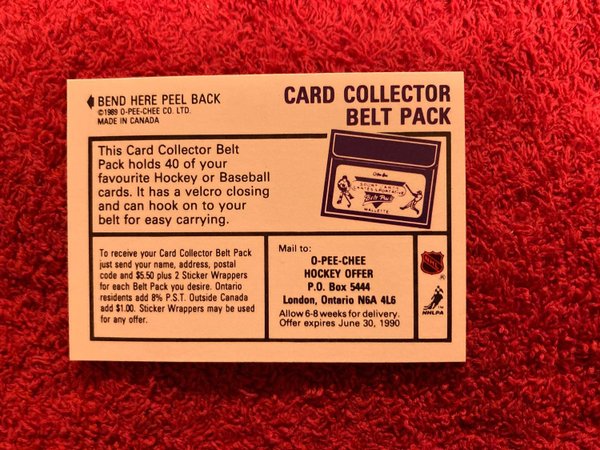 BEND HERE PEEL BACK
©1989 O-PEE-CHEE CO. LTD.
MADE IN CANADA
CARD COLLECTOR
BELT PACK
This Card Collector Belt
Pack holds 40 of your
favourite Hockey or Baseball
cards. It has a velcro closing
and can hook on to your
belt for easy carrying.
Belt Pack
MALLETTE
To receive your Card Collector Belt Pack
just send your name, address, postal
code and $5.50 plus 2 Sticker Wrappers
for each Belt Pack you desire. Ontario
residents add 8% P.S.T. Outside Canada
add $1.00. Sticker Wrappers may be used
for any offer.
Mail to:
O-PEE-CHEE
HOCKEY OFFER
P.O. Box 5444
London, Ontario N6A 4L6
Allow 6-8 weeks for delivery.
Offer expires June 30, 1990
®
NHLPA